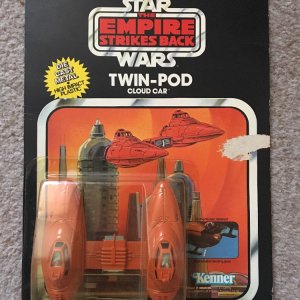 STAR
THE
EMPIRE
STRIKES BACK
WARS
TWIN-POD
CLOUD CAR
DIE
CAST
METAL
&
HIGH IMPACT
PLASTIC
Kenner